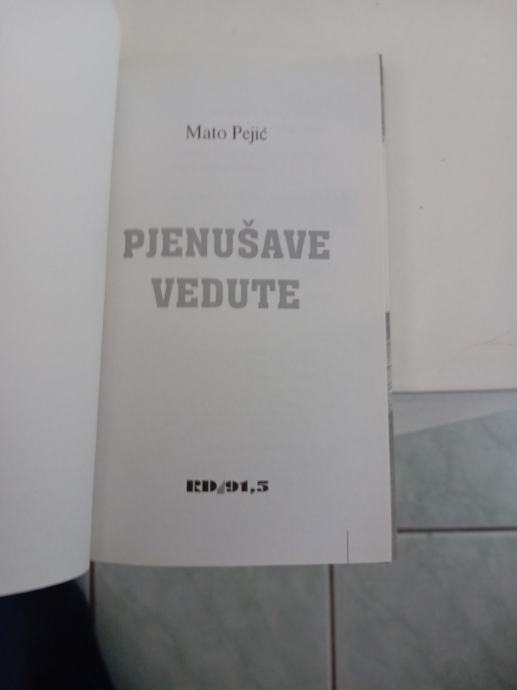 Mato Pejić
PJENUŠAVE
VEDUTE
RD/91,5